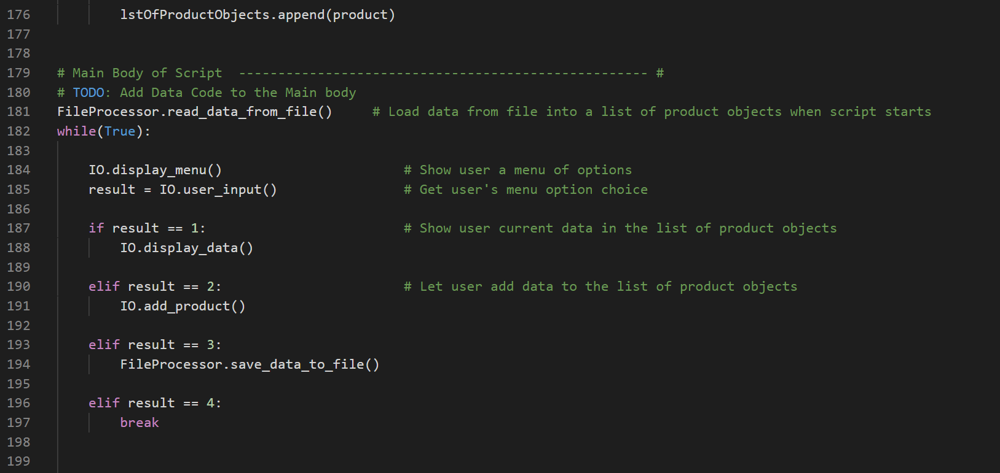 176 lstOfProductObjects.append(product)
177
178
179 # Main Body of Script ---------------------------------------------------- #
180 # TODO: Add Data Code to the Main body
181 FileProcessor.read_data_from_file() # Load data from file into a list of product objects when script starts
182 while(True):
183
184 IO.display_menu() # Show user a menu of options
185 result = IO.user_input() # Get user's menu option choice
186
187 if result == 1: # Show user current data in the list of product objects
188 IO.display_data()
189
190 elif result == 2: # Let user add data to the list of product objects
191 IO.add_product()
192
193 elif result == 3:
194 FileProcessor.save_data_to_file()
195
196 elif result == 4:
197 break
198
199